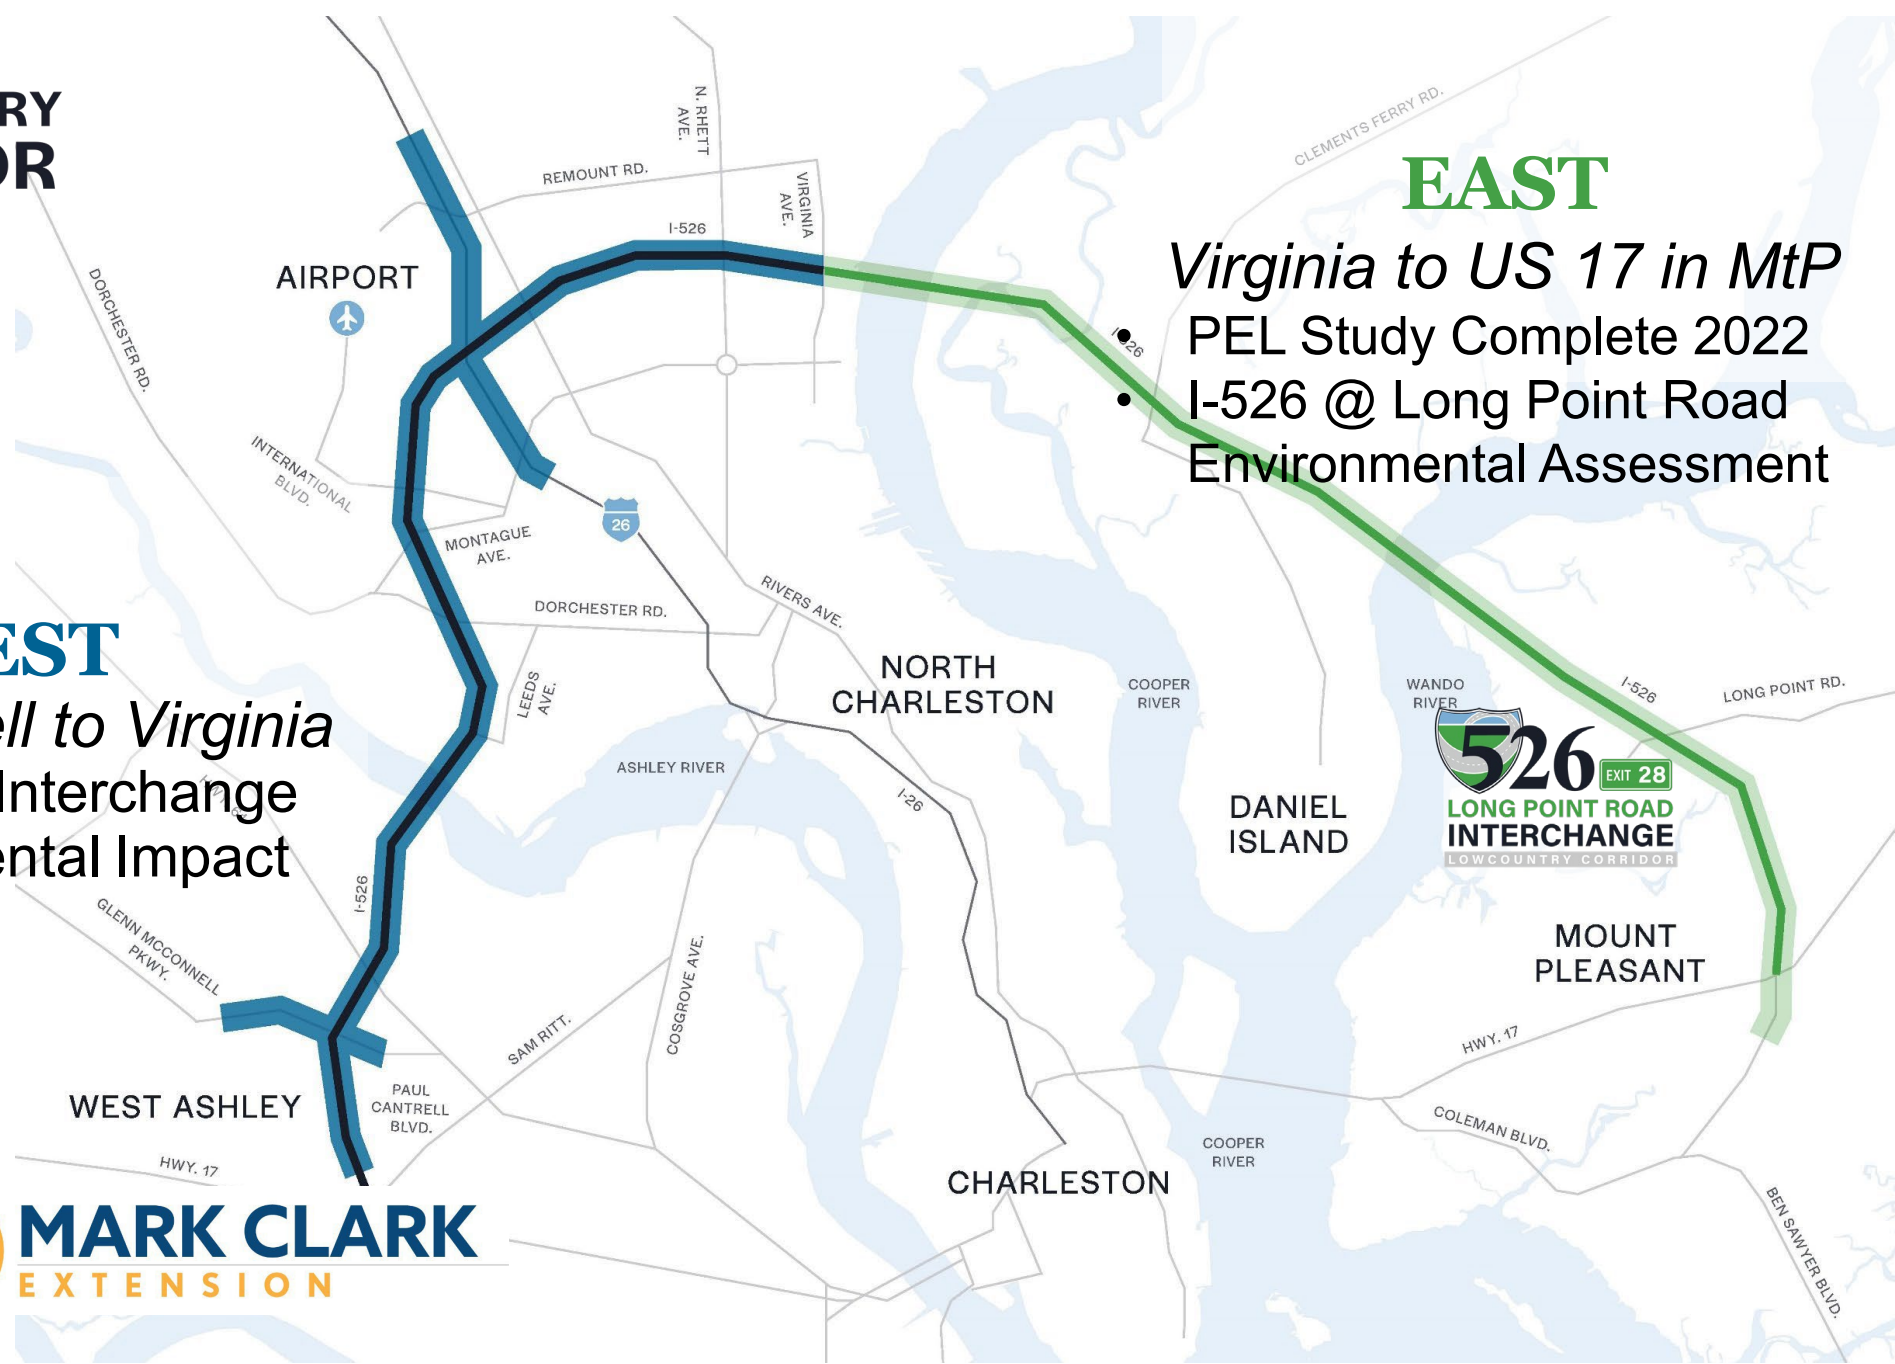 RY
OR
N. RHETT
AVE.
CLEMENTS FERRY RD.
REMOUNT RD.
VIRGINIA
AVE.
I-526
EAST
Virginia to US 17 in MtP
• PEL Study Complete 2022
• I-526 @ Long Point Road
Environmental Assessment
AIRPORT
DORCHESTER RD.
INTERNATIONAL
BLVD.
26
MONTAGUE
AVE.
DORCHESTER RD.
RIVERS AVE.
EST
ell to Virginia
Interchange
ental Impact
LEEDS
AVE.
NORTH
CHARLESTON
COOPER
RIVER
WANDO
RIVER
I-526
LONG POINT RD.
ASHLEY RIVER
I-26
DANIEL
ISLAND
526
EXIT 28
LONG POINT ROAD
INTERCHANGE
LOWCOUNTRY CORRIDOR
I-526
GLENN MCCONNELL
PKWY.
COSGROVE AVE.
MOUNT
PLEASANT
SAM RITT.
HWY. 17
WEST ASHLEY
PAUL
CANTRELL
BLVD.
COLEMAN BLVD.
HWY. 17
CHARLESTON
COOPER
RIVER
BEN SAWYER BLVD.
MARK CLARK
EXTENSION